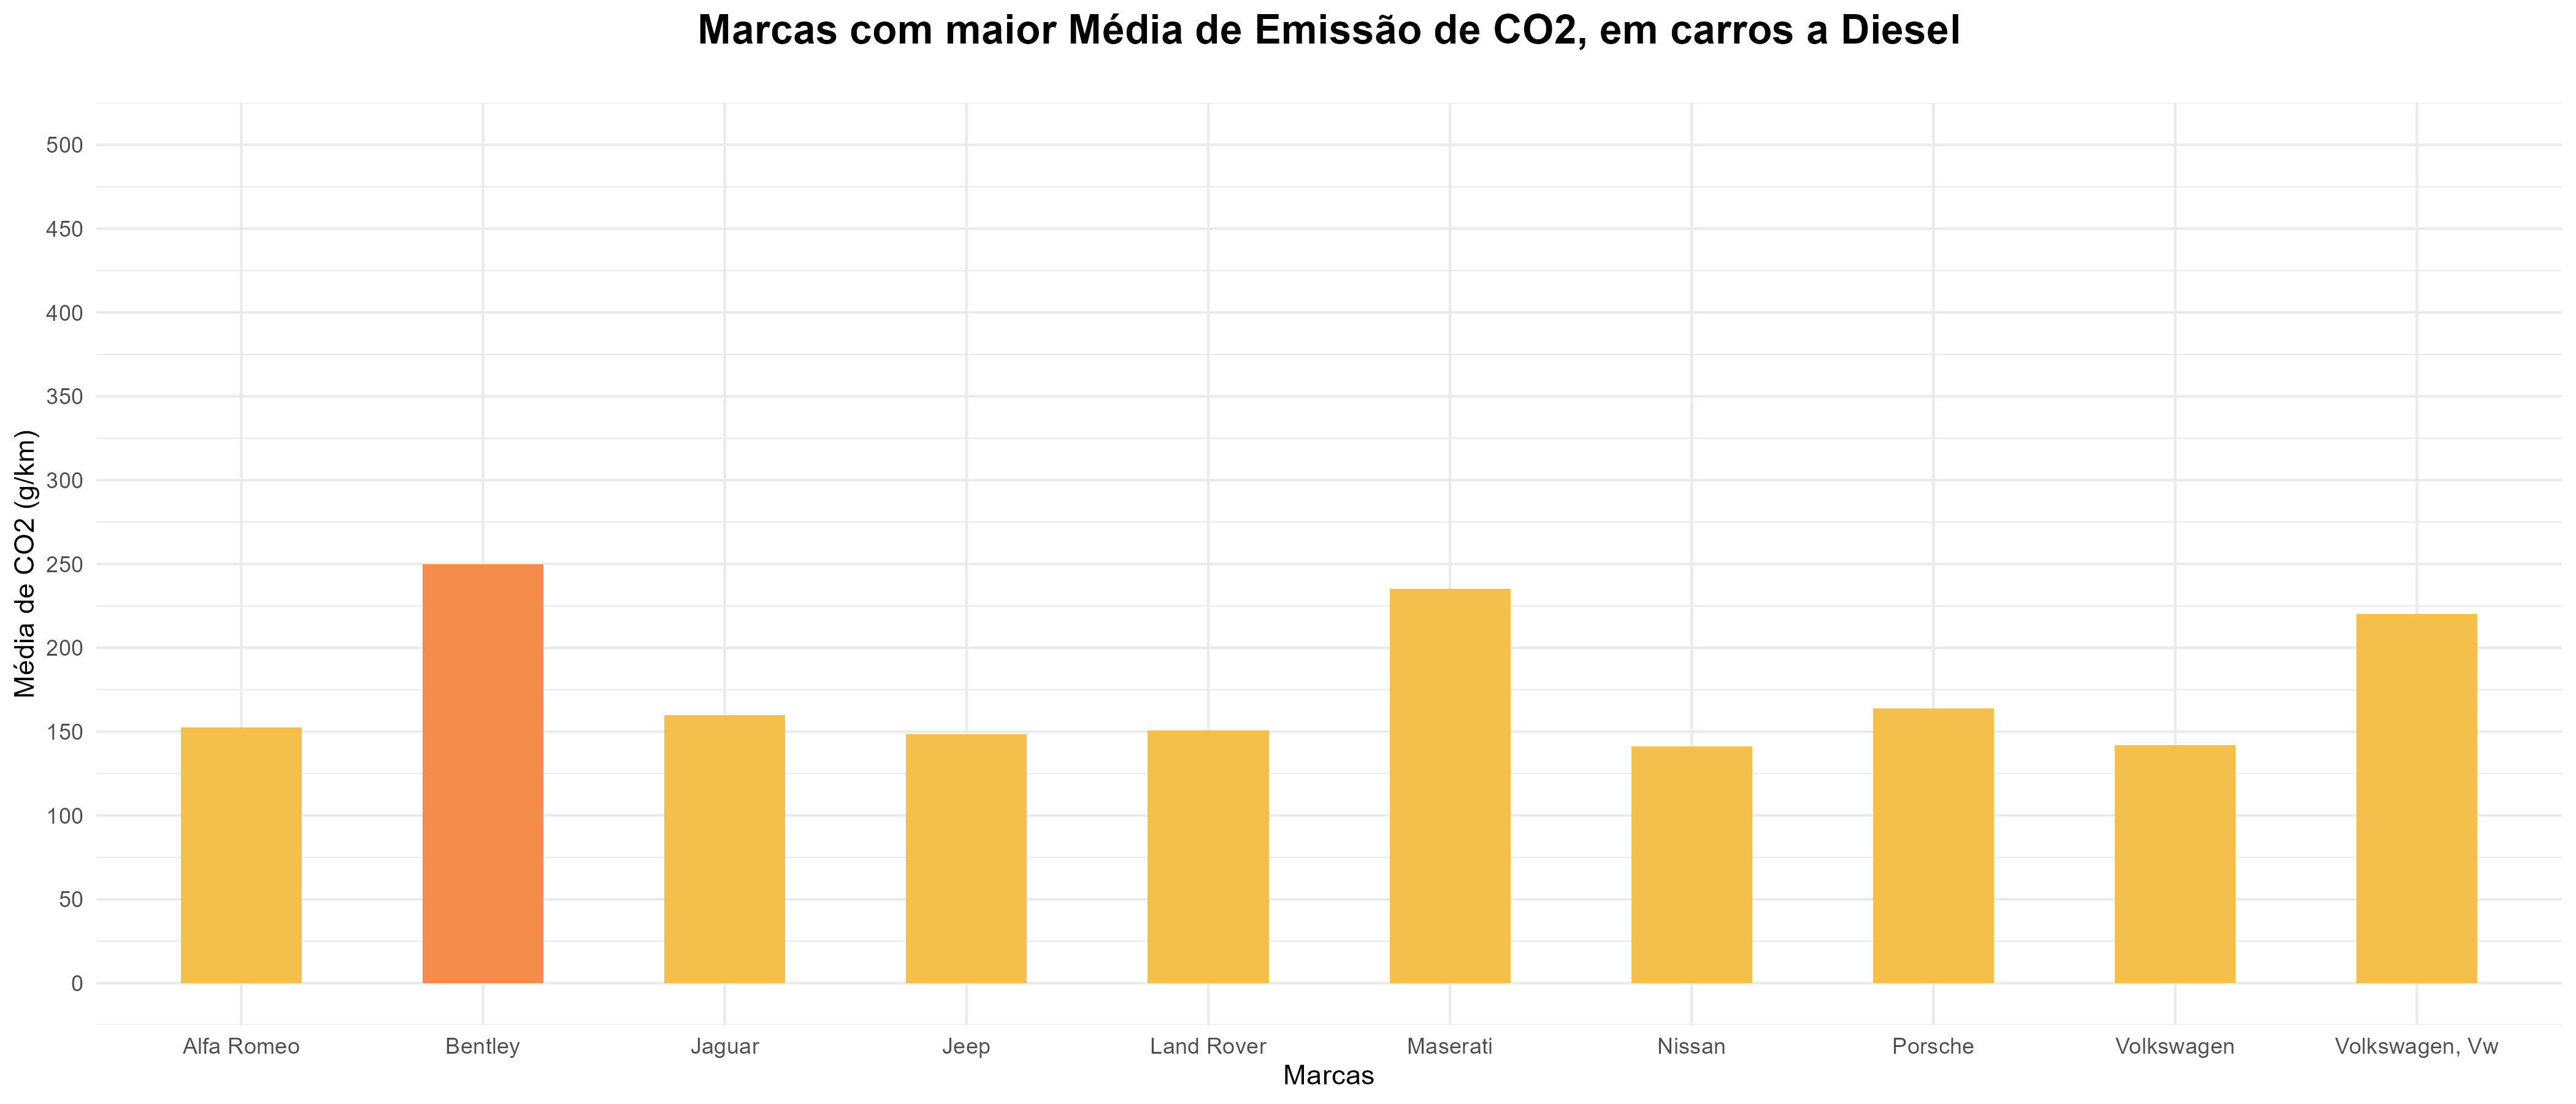 Marcas com maior Média de Emissão de CO2, em carros a Diesel
Média de CO2 (g/km)
500
450
400
350
300
250
200
150
100
50
0
Alfa Romeo
Bentley
Jaguar
Jeep
Land Rover
Maserati
Nissan
Porsche
Volkswagen
Volkswagen, Vw
Marcas